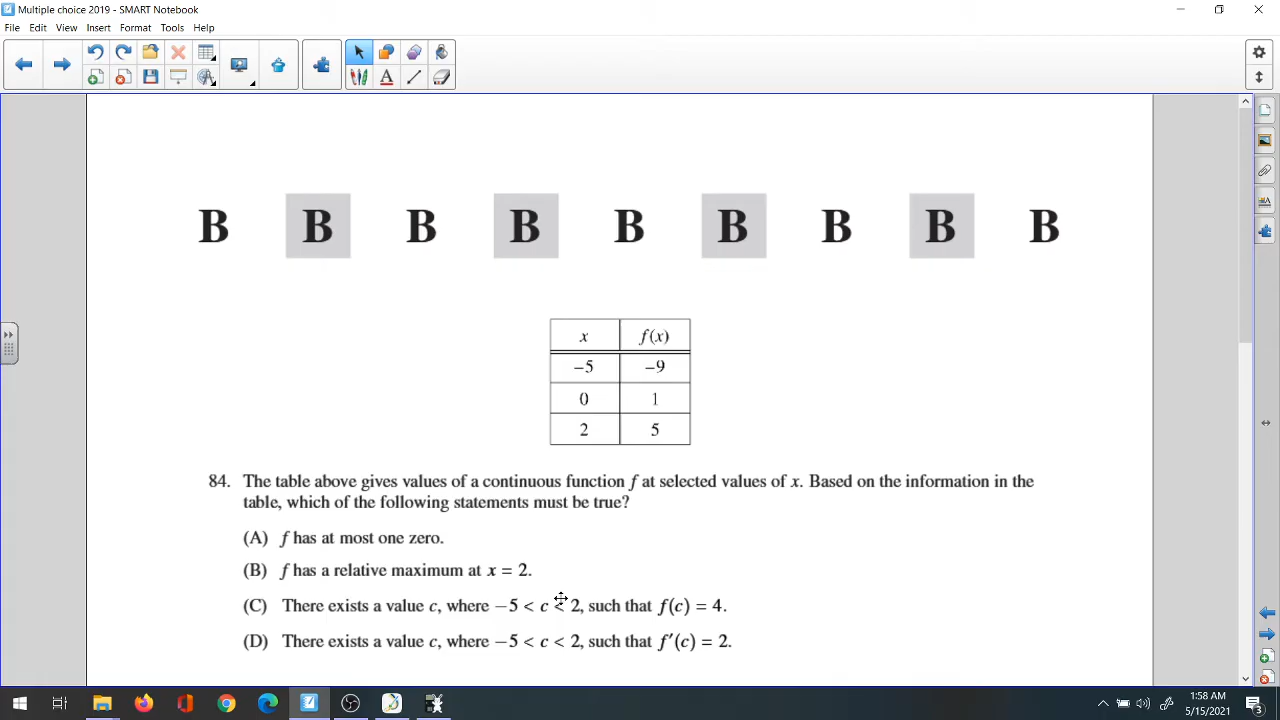 Multiple choice 2019 - SMART Notebook
File Edit View Insert Format Tools Help
B B B B B B B B B
x f(x)
−5 −9
0 1
2 5
84. The table above gives values of a continuous function f at selected values of x. Based on the information in the
table, which of the following statements must be true?
(A) f has at most one zero.
(B) f has a relative maximum at x = 2.
(C) There exists a value c, where −5 < c < 2, such that f(c) = 4.
(D) There exists a value c, where −5 < c < 2, such that f′(c) = 2.
1:58 AM
5/15/2021